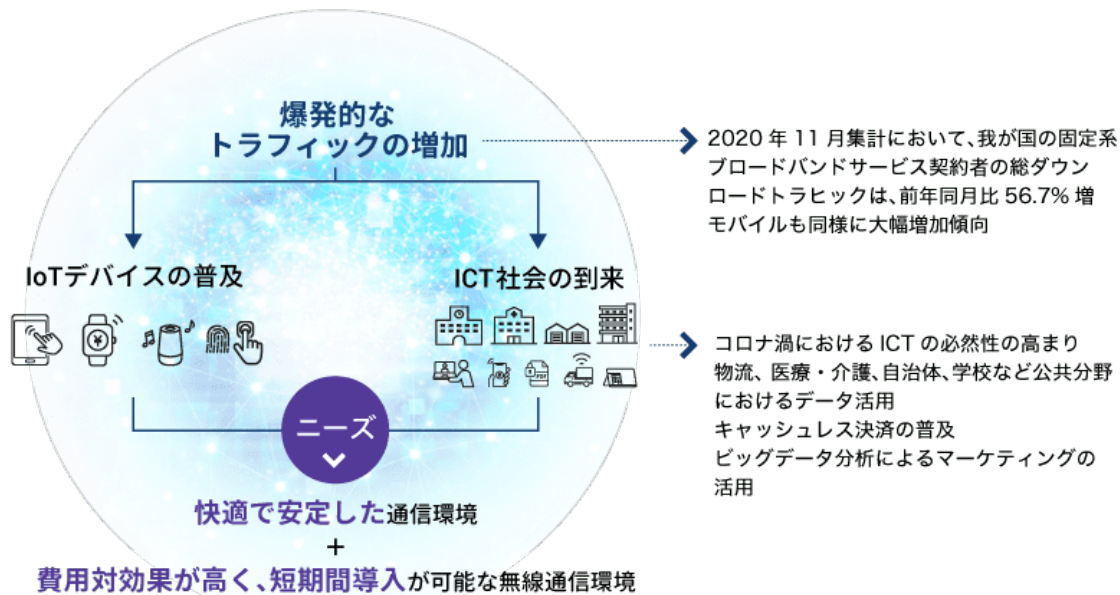 爆発的な
トラフィックの増加
2020 年 11 月集計において、我が国の固定系
ブロードバンドサービス契約者の総ダウン
ロードトラヒックは、前年同月比 56.7% 増
モバイルも同様に大幅増加傾向
IoTデバイスの普及
ICT社会の到来
コロナ渦における ICT の必然性の高まり
物流、医療・介護、自治体、学校など公共分野
におけるデータ活用
キャッシュレス決済の普及
ビッグデータ分析によるマーケティングの
活用
ニーズ
快適で安定した通信環境
+
費用対効果が高く、短期間導入が可能な無線通信環境